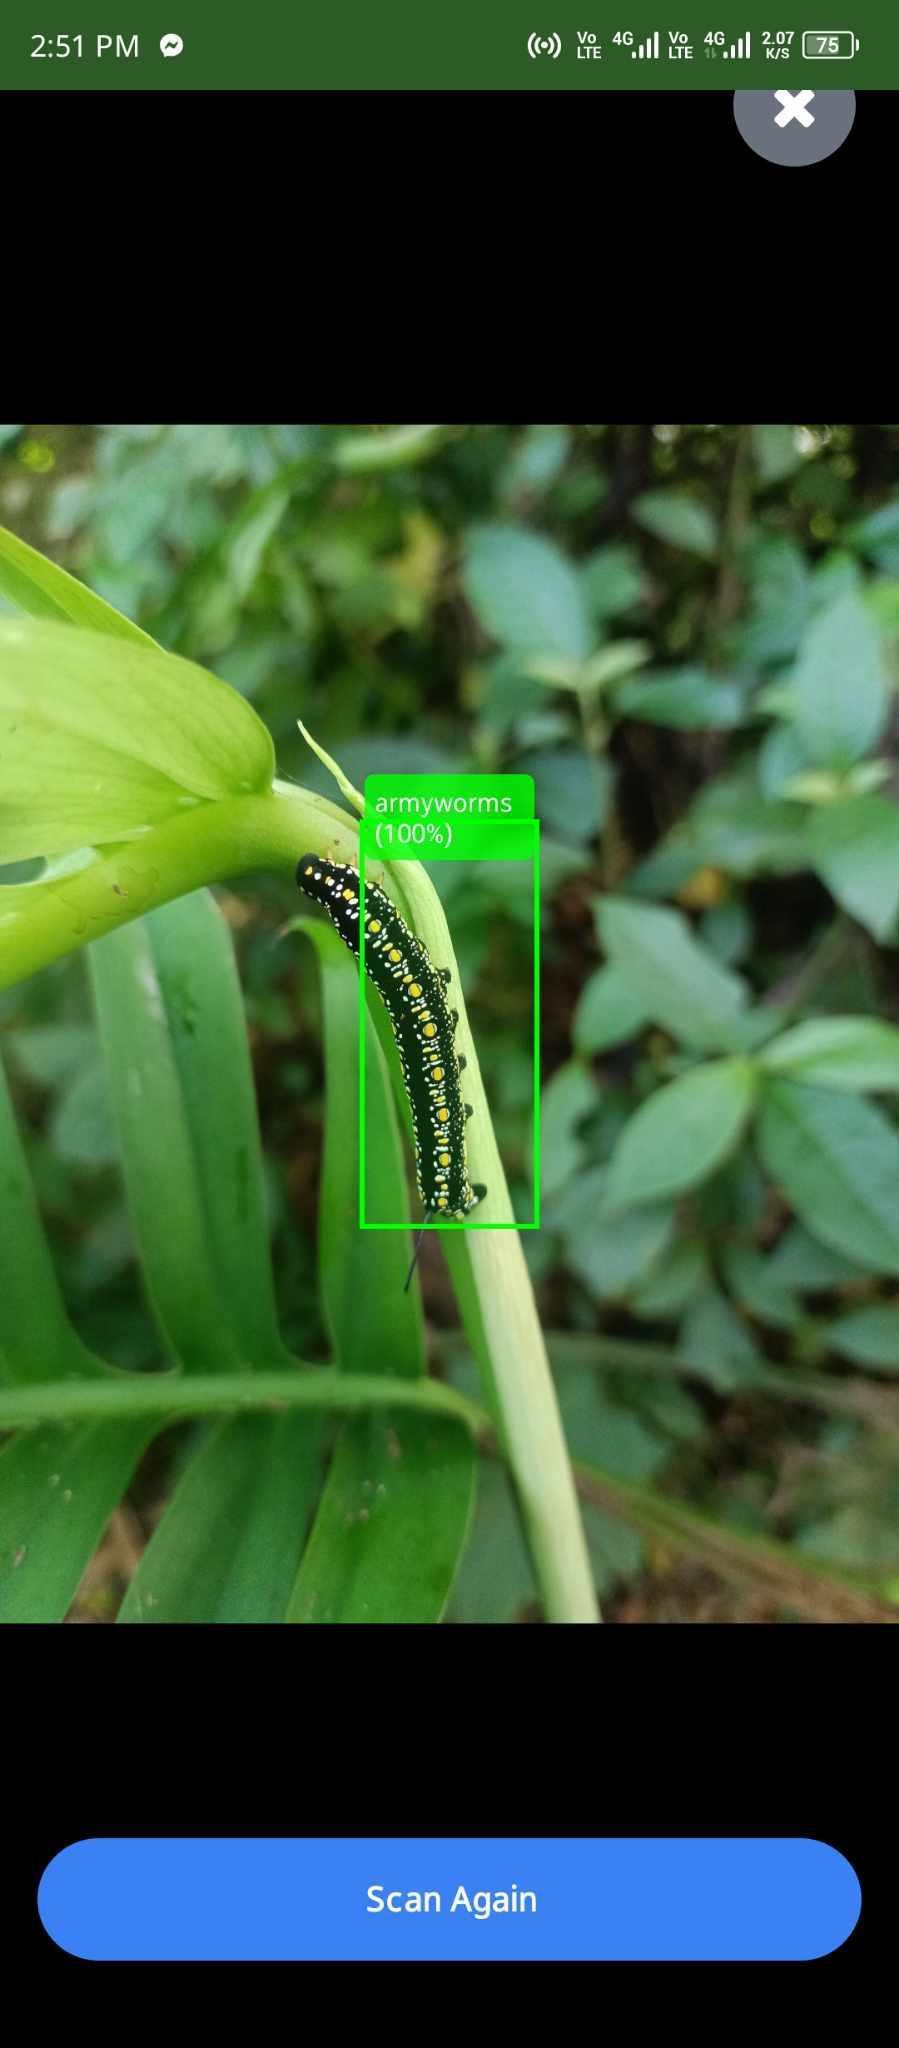 2:51 PM
Vo LTE 4G Vo LTE 4G 2.07 K/S 75
armyworms
(100%)
Scan Again